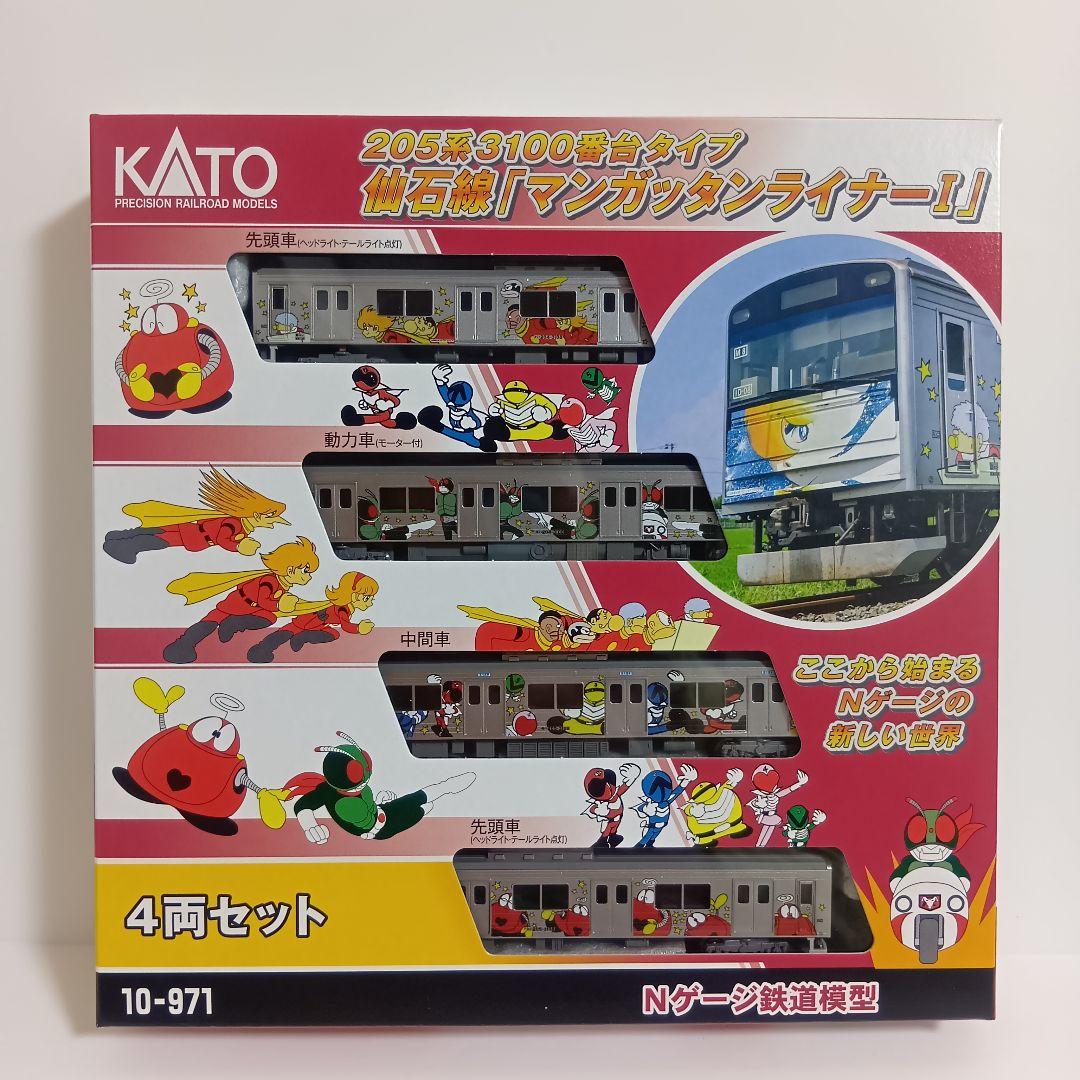 KATO
PRECISION RAILROAD MODELS
205系3100番台タイプ
仙石線「マンガッタンライナーI」
先頭車(ヘッドライト・テールライト点灯)
M8
動力車(モーター付)
中間車
ここから始まる
Nゲージの
新しい世界
先頭車
(ヘッドライト・テールライト点灯)
4両セット
10-971
Nゲージ鉄道模型